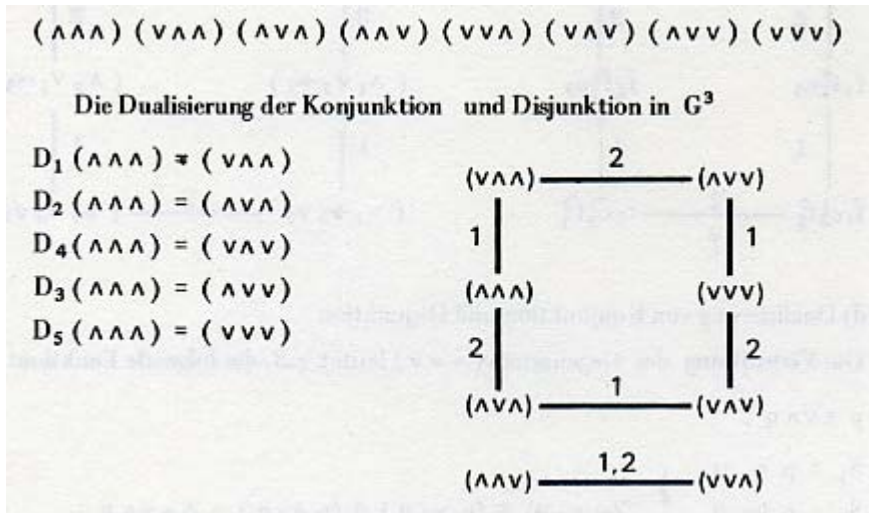 (∧∧∧) (∨∧∧) (∧∨∧) (∧∧∨) (∨∨∧) (∨∧∨) (∧∨∨) (∨∨∨)
Die Dualisierung der Konjunktion und Disjunktion in G³
D₁ (∧∧∧) = (∨∧∧)
D₂ (∧∧∧) = (∧∨∧)
D₄ (∧∧∧) = (∨∧∨)
D₃ (∧∧∧) = (∧∨∨)
D₅ (∧∧∧) = (∨∨∨)
2
(∨∧∧) (∧∨∨)
1 1
(∧∧∧) (∨∨∨)
2 2
1
(∧∨∧) (∨∧∨)
1,2
(∧∧∨) (∨∨∧)